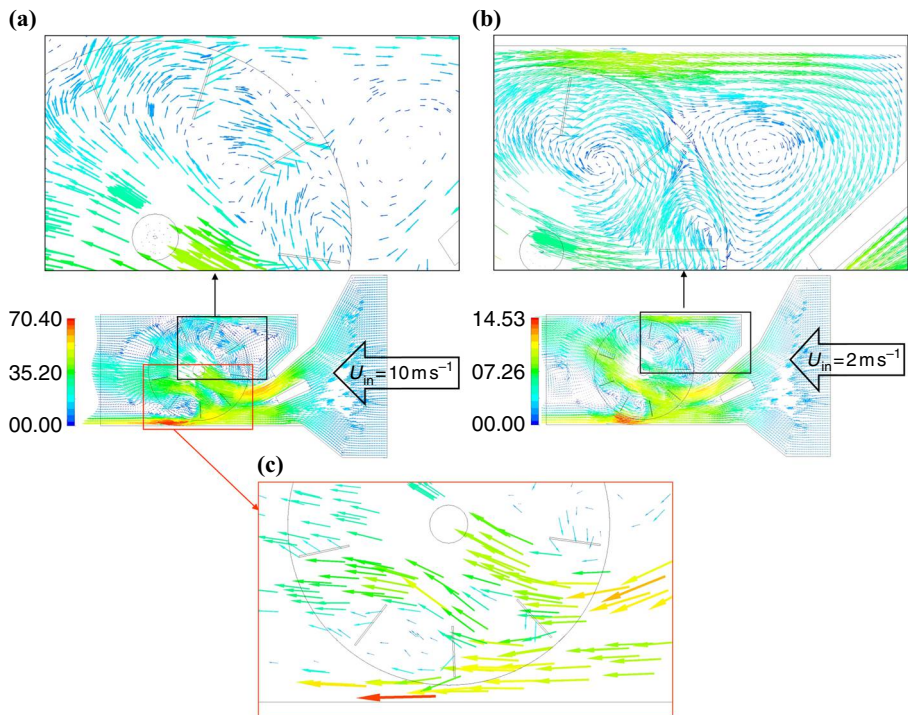 (a)
(b)
70.40
35.20
00.00
U_in = 10 m s⁻¹
14.53
07.26
00.00
U_in = 2 m s⁻¹
(c)